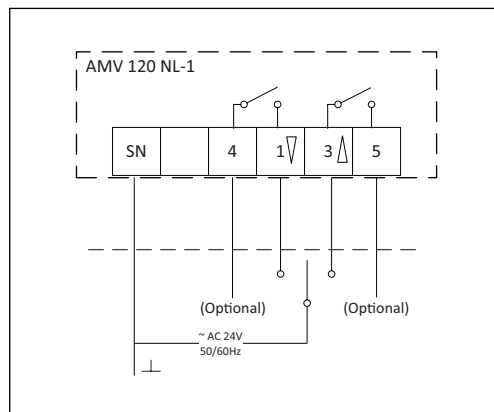 AMV 120 NL-1
SN 4 1 3 5
(Optional) (Optional)
~ AC 24V
50/60Hz